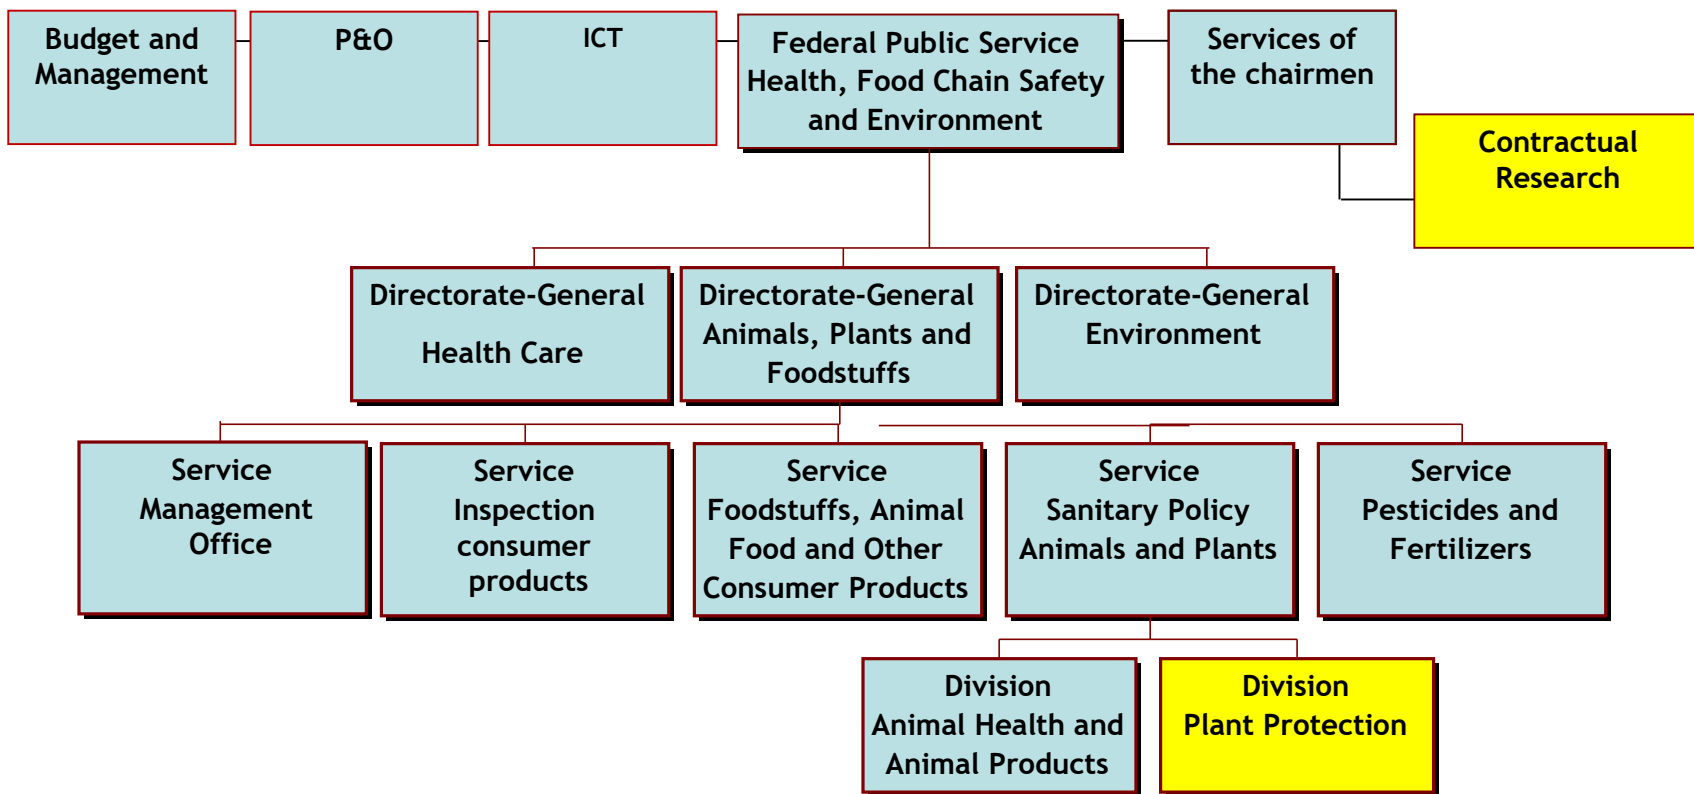 Budget and
Management
P&O
ICT
Federal Public Service
Health, Food Chain Safety
and Environment
Services of
the chairmen
Contractual
Research
Directorate-General
Health Care
Directorate-General
Animals, Plants and
Foodstuffs
Directorate-General
Environment
Service
Management
Office
Service
Inspection
consumer
products
Service
Foodstuffs, Animal
Food and Other
Consumer Products
Service
Sanitary Policy
Animals and Plants
Service
Pesticides and
Fertilizers
Division
Animal Health and
Animal Products
Division
Plant Protection